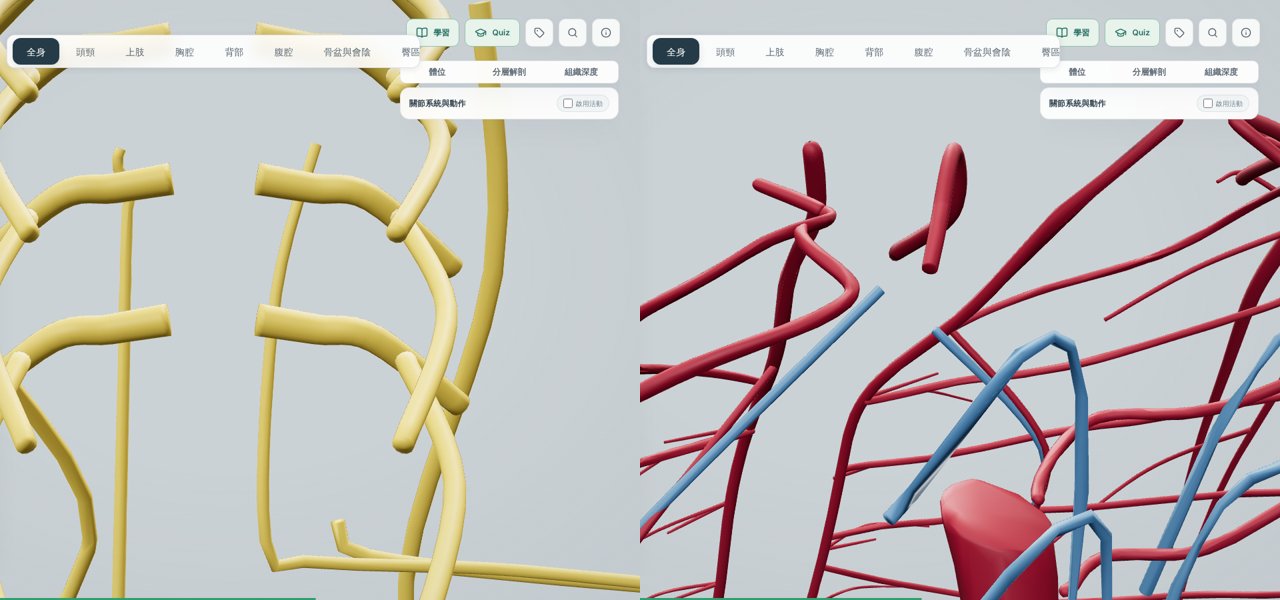 學習 Quiz
全身 頭頸 上肢 胸腔 背部 腹腔 骨盆與會陰 臀區
體位 分層解剖 組織深度
關節系統與動作 啟用活動
學習 Quiz
全身 頭頸 上肢 胸腔 背部 腹腔 骨盆與會陰 臀區
體位 分層解剖 組織深度
關節系統與動作 啟用活動